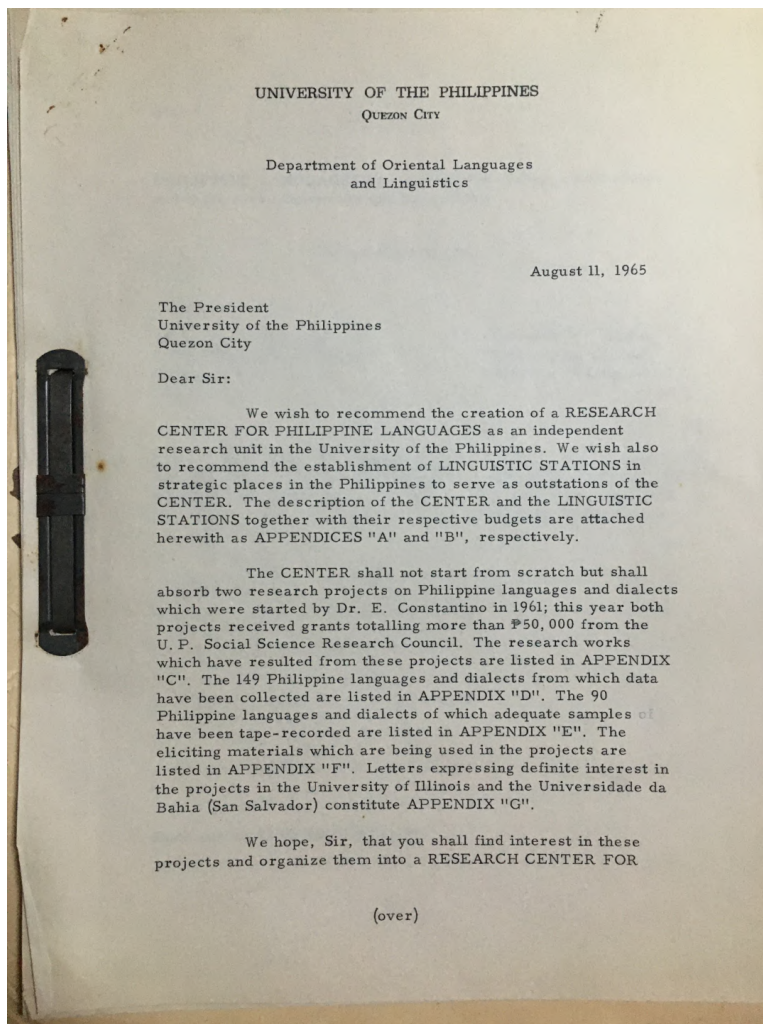 UNIVERSITY OF THE PHILIPPINES
QUEZON CITY
Department of Oriental Languages
and Linguistics
August 11, 1965
The President
University of the Philippines
Quezon City
Dear Sir:
We wish to recommend the creation of a RESEARCH
CENTER FOR PHILIPPINE LANGUAGES as an independent
research unit in the University of the Philippines. We wish also
to recommend the establishment of LINGUISTIC STATIONS in
strategic places in the Philippines to serve as outstations of the
CENTER. The description of the CENTER and the LINGUISTIC
STATIONS together with their respective budgets are attached
herewith as APPENDICES "A" and "B", respectively.
The CENTER shall not start from scratch but shall
absorb two research projects on Philippine languages and dialects
which were started by Dr. E. Constantino in 1961; this year both
projects received grants totalling more than ₱50,000 from the
U. P. Social Science Research Council. The research works
which have resulted from these projects are listed in APPENDIX
"C". The 149 Philippine languages and dialects from which data
have been collected are listed in APPENDIX "D". The 90
Philippine languages and dialects of which adequate samples of
have been tape-recorded are listed in APPENDIX "E". The
eliciting materials which are being used in the projects are
listed in APPENDIX "F". Letters expressing definite interest in
the projects in the University of Illinois and the Universidade da
Bahia (San Salvador) constitute APPENDIX "G".
We hope, Sir, that you shall find interest in these
projects and organize them into a RESEARCH CENTER FOR
(over)